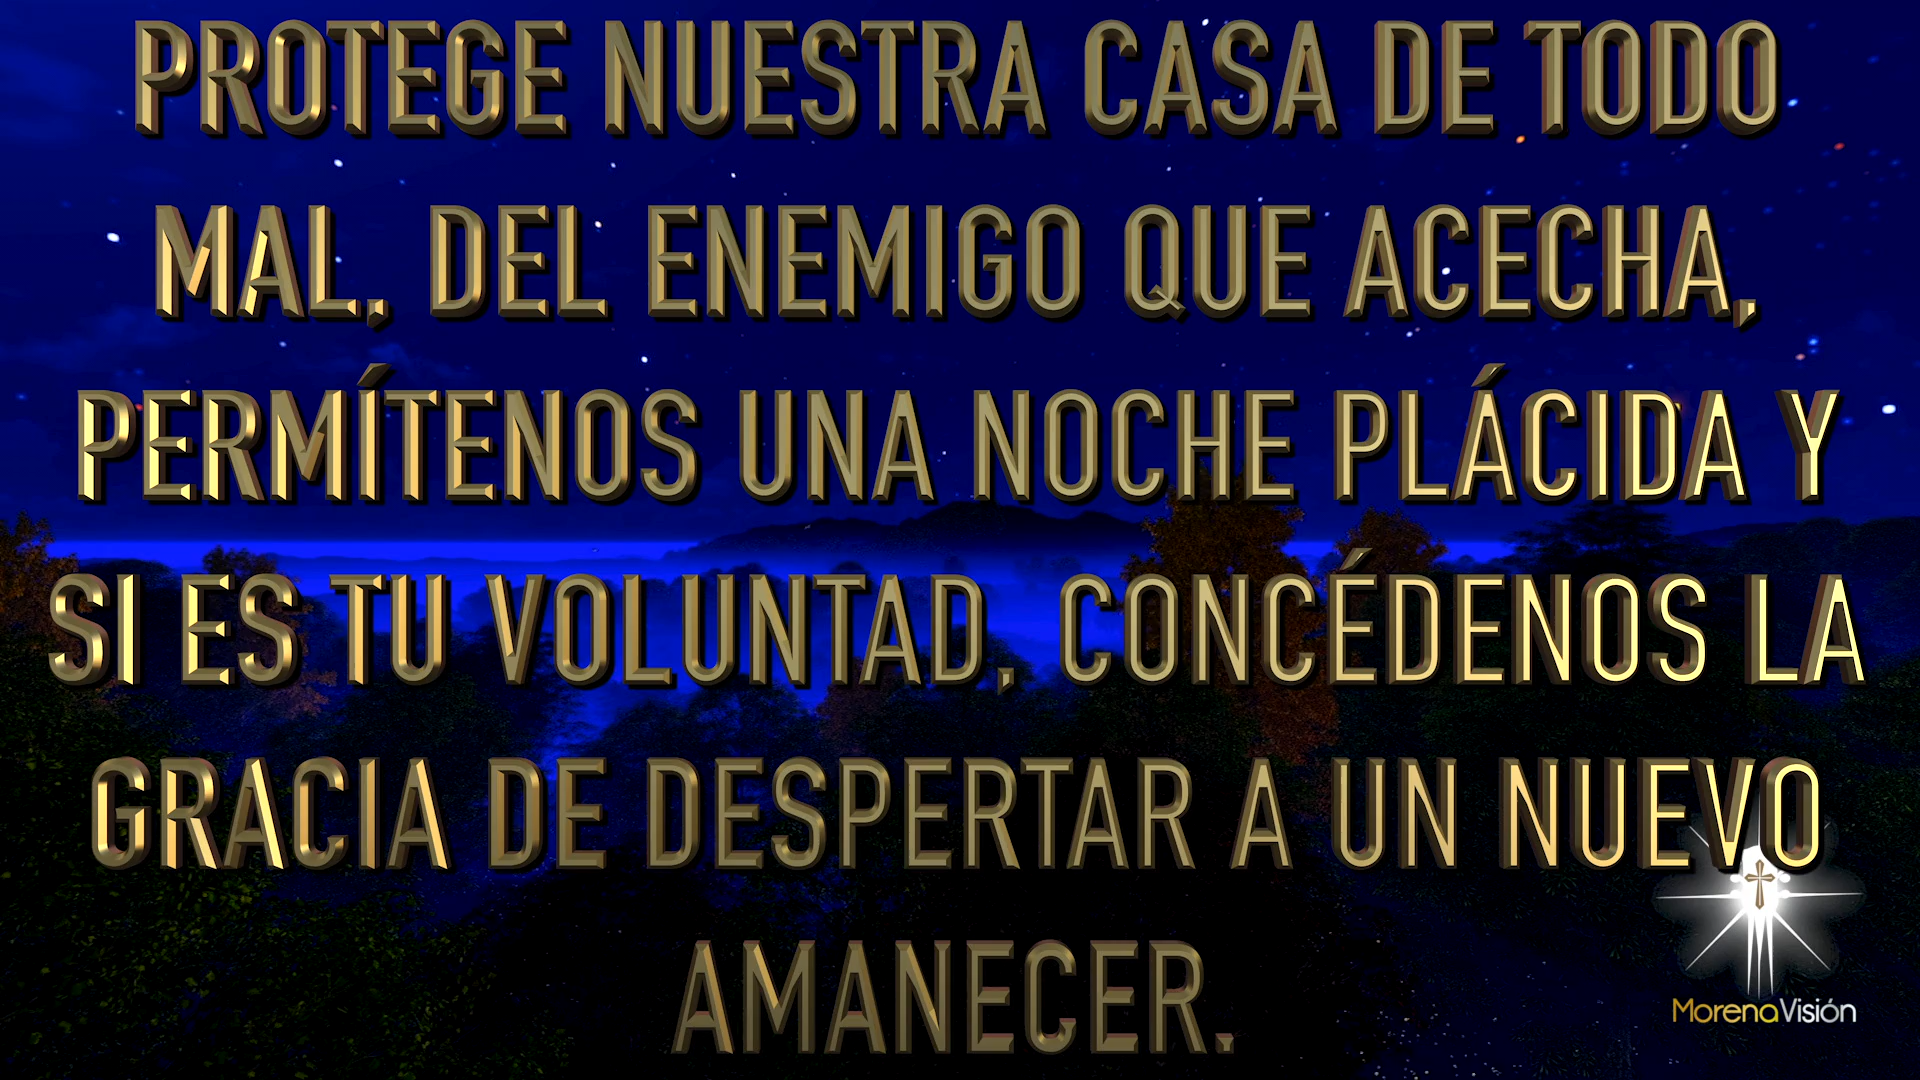 PROTEGE NUESTRA CASA DE TODO
MAL, DEL ENEMIGO QUE ACECHA,
PERMÍTENOS UNA NOCHE PLÁCIDA Y
SI ES TU VOLUNTAD, CONCÉDENOS LA
GRACIA DE DESPERTAR A UN NUEVO
AMANECER.
MorenaVisión